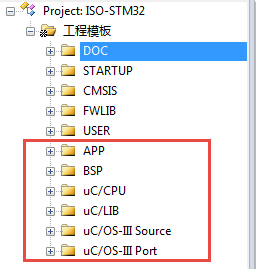 Project: ISO-STM32
工程模板
DOC
STARTUP
CMSIS
FWLIB
USER
APP
BSP
uC/CPU
uC/LIB
uC/OS-III Source
uC/OS-III Port